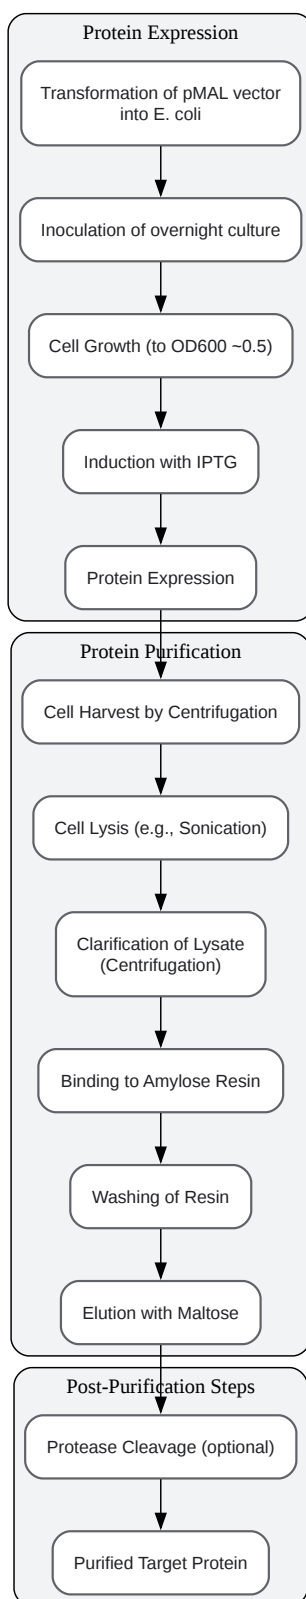 Protein Expression
Transformation of pMAL vector
into E. coli
Inoculation of overnight culture
Cell Growth (to OD600 ~0.5)
Induction with IPTG
Protein Expression
Protein Purification
Cell Harvest by Centrifugation
Cell Lysis (e.g., Sonication)
Clarification of Lysate
(Centrifugation)
Binding to Amylose Resin
Washing of Resin
Elution with Maltose
Post-Purification Steps
Protease Cleavage (optional)
Purified Target Protein